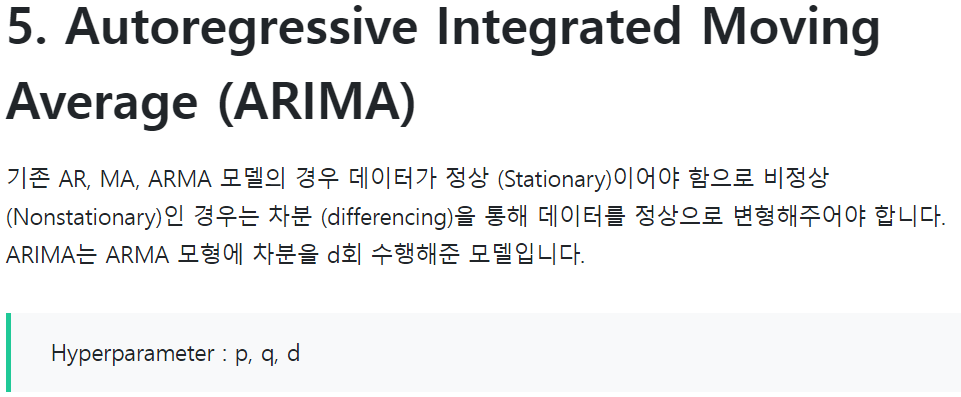 5. Autoregressive Integrated Moving
Average (ARIMA)
기존 AR, MA, ARMA 모델의 경우 데이터가 정상 (Stationary)이어야 함으로 비정상
(Nonstationary)인 경우는 차분 (differencing)을 통해 데이터를 정상으로 변형해주어야 합니다.
ARIMA는 ARMA 모형에 차분을 d회 수행해준 모델입니다.
Hyperparameter : p, q, d